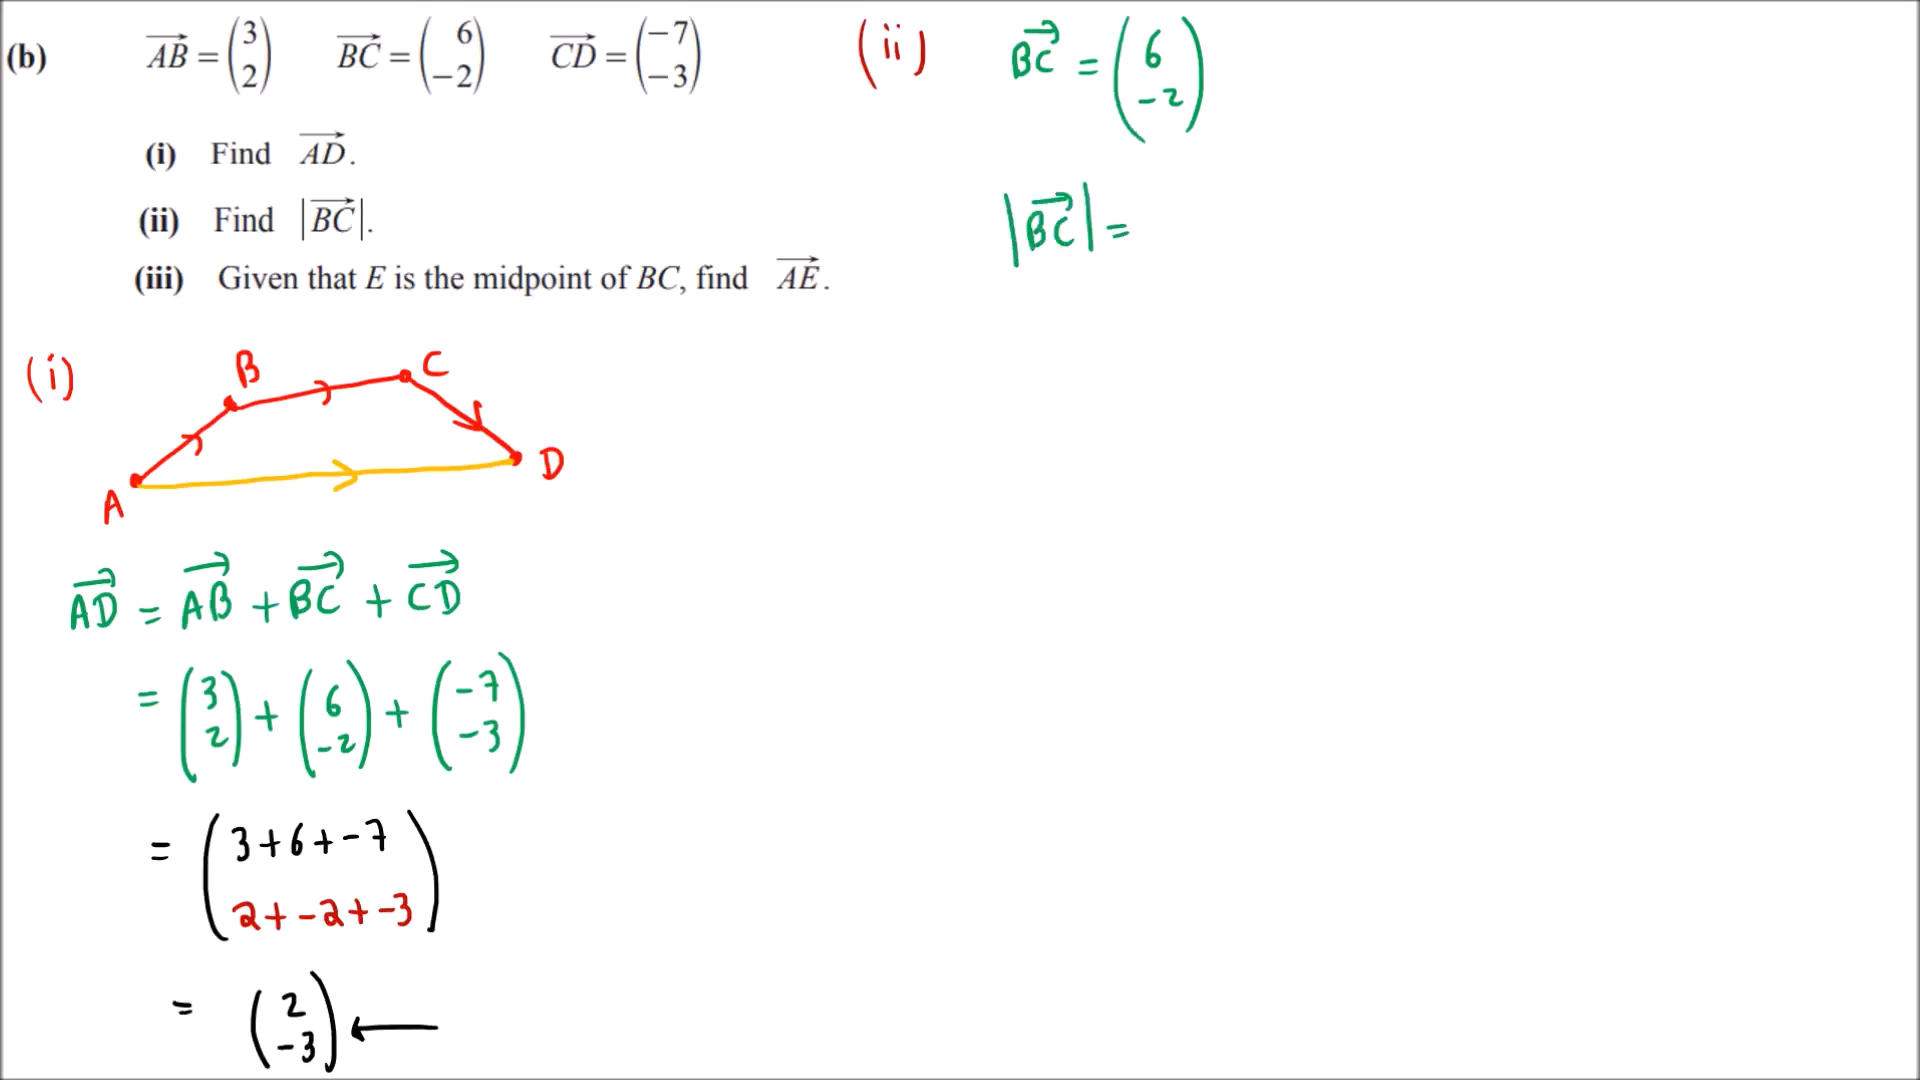 (b) AB = (3 2) BC = (6 −2) CD = (−7 −3)
(i) Find AD.
(ii) Find |BC|.
(iii) Given that E is the midpoint of BC, find AE.
(i)
B
C
A
D
AD = AB + BC + CD
= (3 2) + (6 -2) + (-7 -3)
= (3+6+-7
2+-2+-3)
= (2 -3)
(ii) BC = (6 -2)
|BC| =